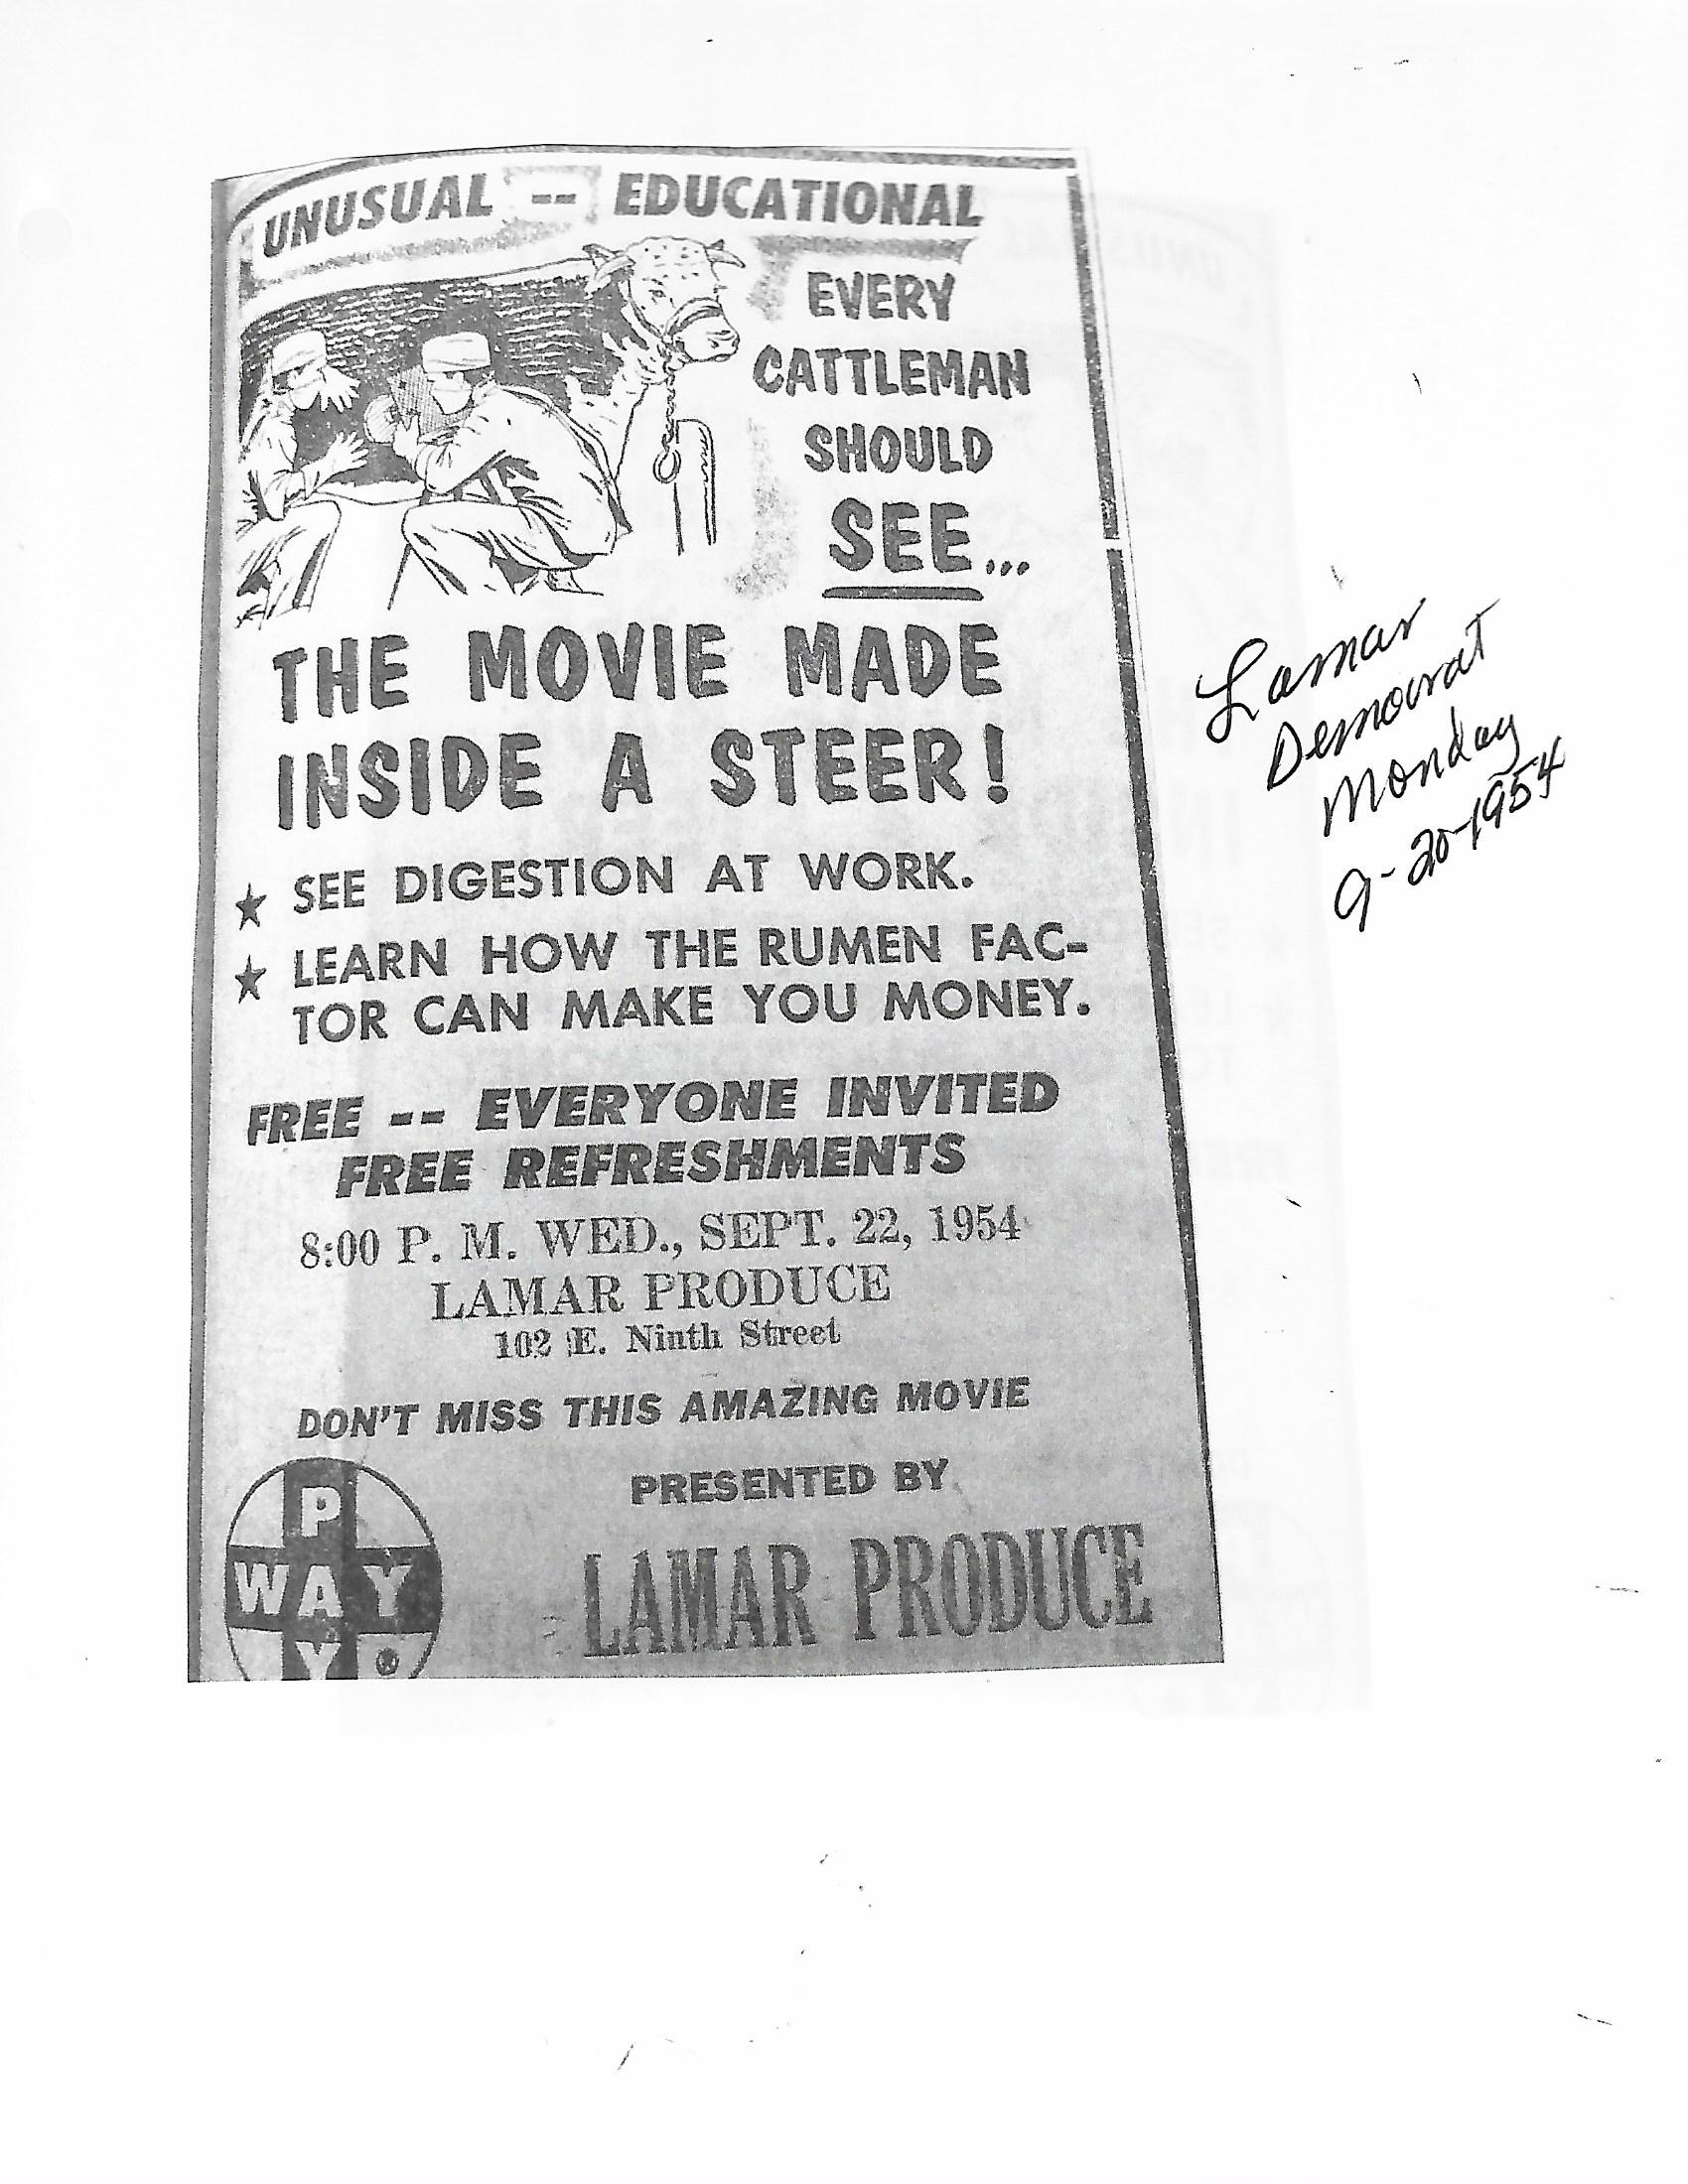 UNUSUAL -- EDUCATIONAL
EVERY
CATTLEMAN
SHOULD
SEE...
THE MOVIE MADE
INSIDE A STEER!
★ SEE DIGESTION AT WORK.
★ LEARN HOW THE RUMEN FAC-
TOR CAN MAKE YOU MONEY.
FREE -- EVERYONE INVITED
FREE REFRESHMENTS
8:00 P. M. WED., SEPT. 22, 1954
LAMAR PRODUCE
102 E. Ninth Street
DON'T MISS THIS AMAZING MOVIE
PRESENTED BY
LAMAR PRODUCE
P
WAY
Y ®
Lamar
Democrat
Monday
9-20-1954